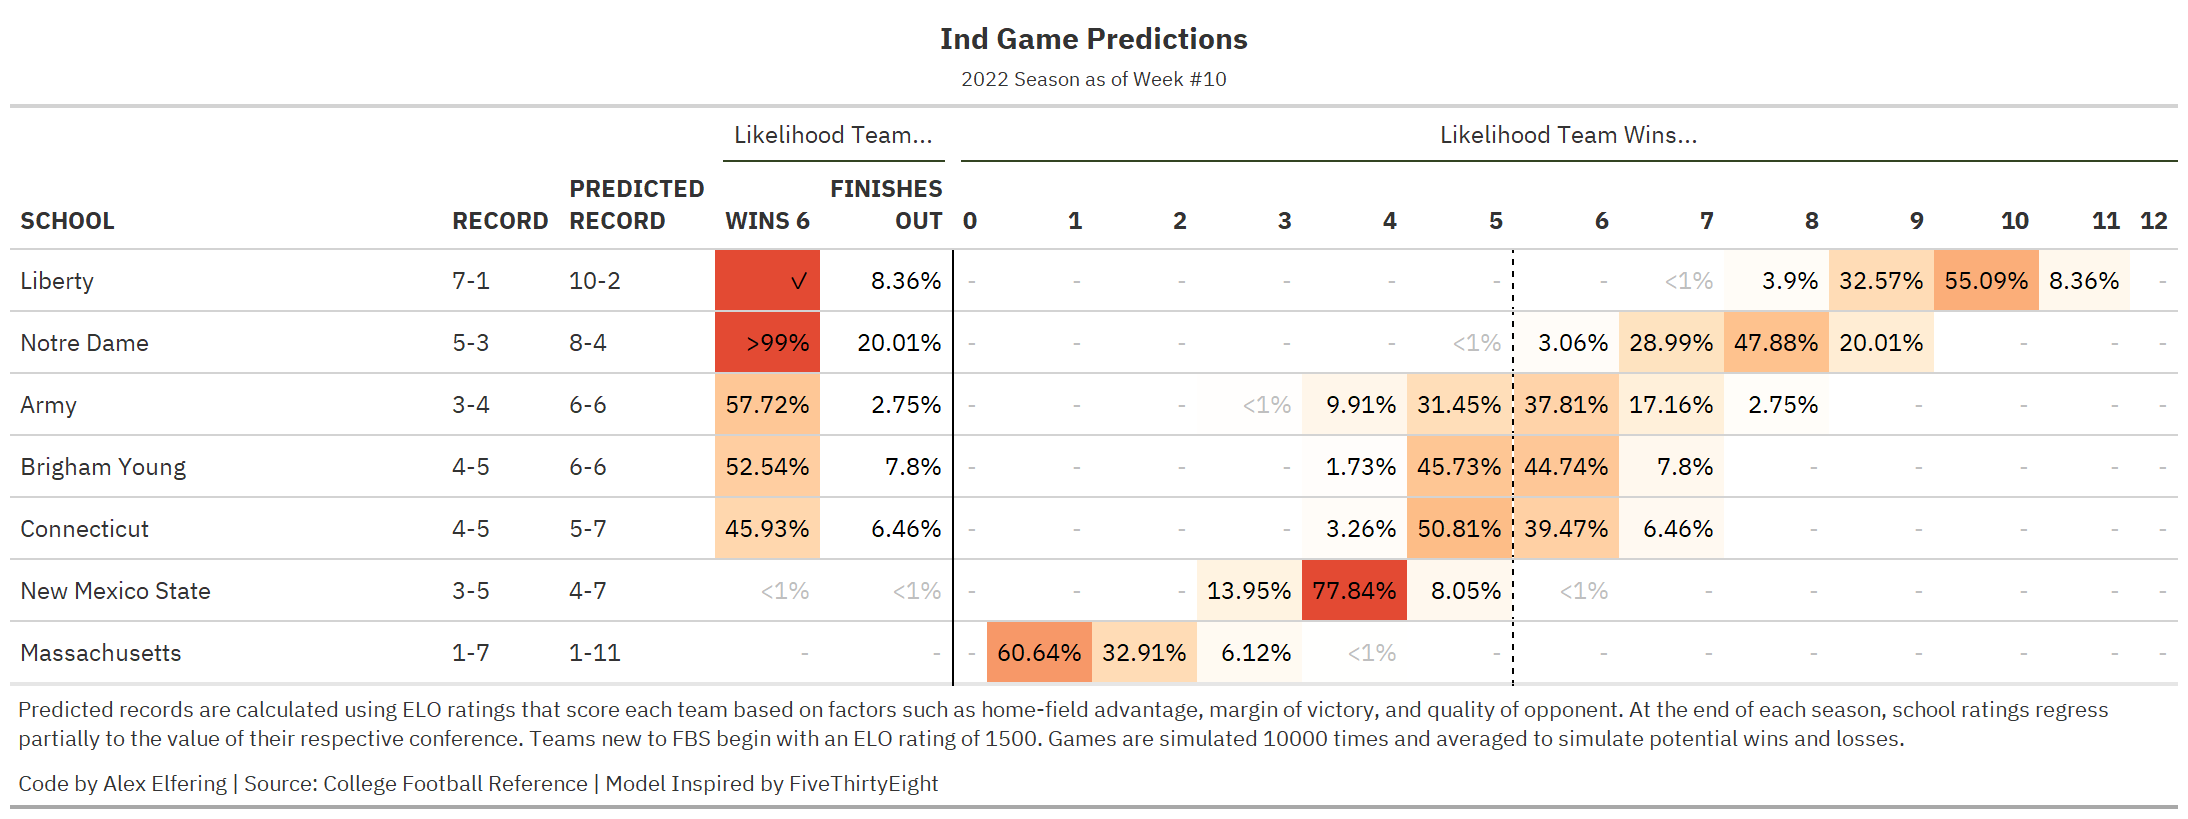 Ind Game Predictions
2022 Season as of Week #10
Likelihood Team... Likelihood Team Wins...
SCHOOL RECORD PREDICTED RECORD WINS 6 FINISHES OUT 0 1 2 3 4 5 6 7 8 9 10 11 12
Liberty 7-1 10-2 ✓ 8.36% - - - - - - - <1% 3.9% 32.57% 55.09% 8.36% -
Notre Dame 5-3 8-4 >99% 20.01% - - - - - <1% 3.06% 28.99% 47.88% 20.01% - - -
Army 3-4 6-6 57.72% 2.75% - - - <1% 9.91% 31.45% 37.81% 17.16% 2.75% - - - -
Brigham Young 4-5 6-6 52.54% 7.8% - - - - 1.73% 45.73% 44.74% 7.8% - - - - -
Connecticut 4-5 5-7 45.93% 6.46% - - - - 3.26% 50.81% 39.47% 6.46% - - - - -
New Mexico State 3-5 4-7 <1% <1% - - - 13.95% 77.84% 8.05% <1% - - - - - -
Massachusetts 1-7 1-11 - - - 60.64% 32.91% 6.12% <1% - - - - - - - -
Predicted records are calculated using ELO ratings that score each team based on factors such as home-field advantage, margin of victory, and quality of opponent. At the end of each season, school ratings regress
partially to the value of their respective conference. Teams new to FBS begin with an ELO rating of 1500. Games are simulated 10000 times and averaged to simulate potential wins and losses.
Code by Alex Elfering | Source: College Football Reference | Model Inspired by FiveThirtyEight